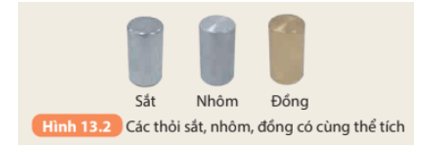 Sắt Nhôm Đồng
Hình 13.2 Các thỏi sắt, nhôm, đồng có cùng thể tích